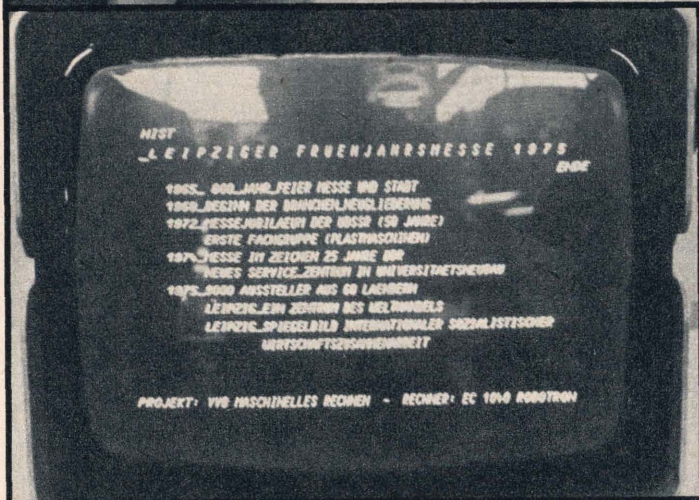 HIST
_LEIPZIGER FRUEHJAHRSMESSE 1975
ENDE
1965_ 800_JAHR_FEIER MESSE UND STADT
1968_BEGINN DER BRANCHEN_NEUGLIEDERUNG
1972_MESSEJUBILAEUM DER UDSSR (50 JAHRE)
ERSTE FACHGRUPPE (PLASTMASCHINEN)
1974_MESSE IM ZEICHEN 25 JAHRE DDR
NEUES SERVICE_ZENTRUM IM UNIVERSITAETSNEUBAU
1975_9000 AUSSTELLER AUS 60 LAENDERN
LEIPZIG_EIN ZENTRUM DES WELTHANDELS
LEIPZIG_SPIEGELBILD INTERNATIONALER SOZIALISTISCHER
WIRTSCHAFTSZUSAMMENARBEIT
PROJEKT: VVB MASCHINELLES RECHNEN - RECHNER: EC 1040 ROBOTRON